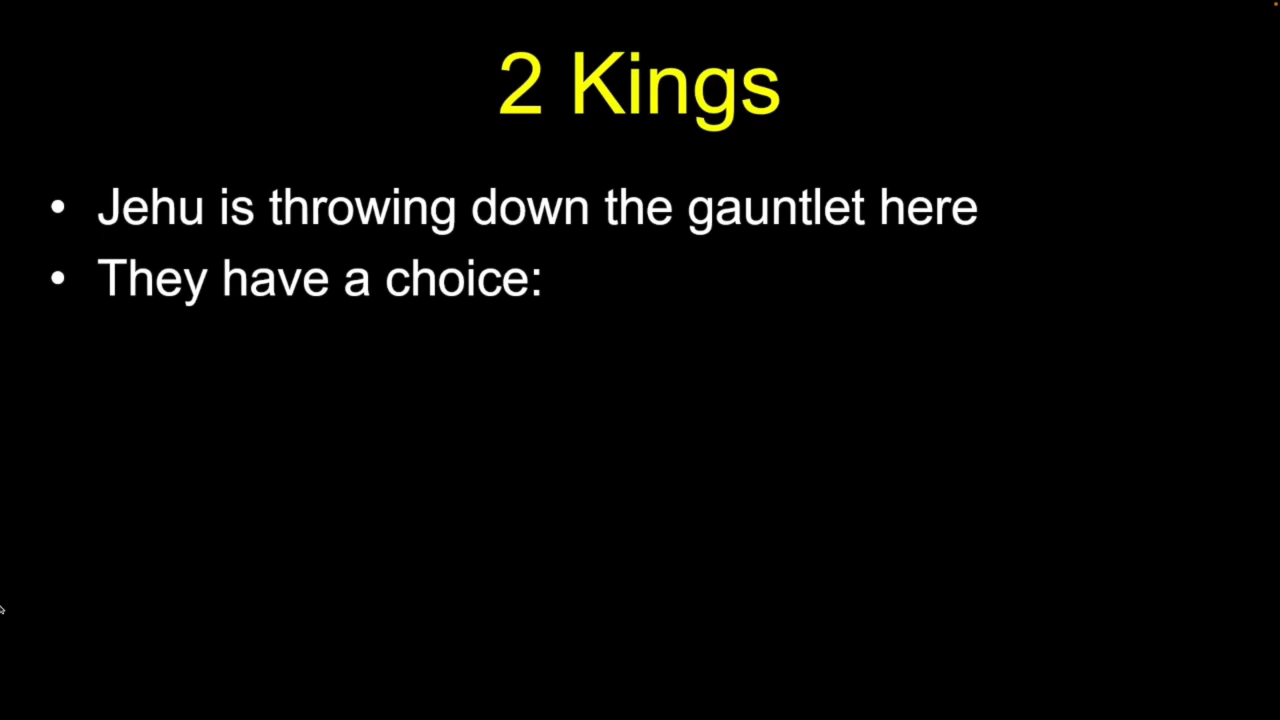 2 Kings
• Jehu is throwing down the gauntlet here
• They have a choice: